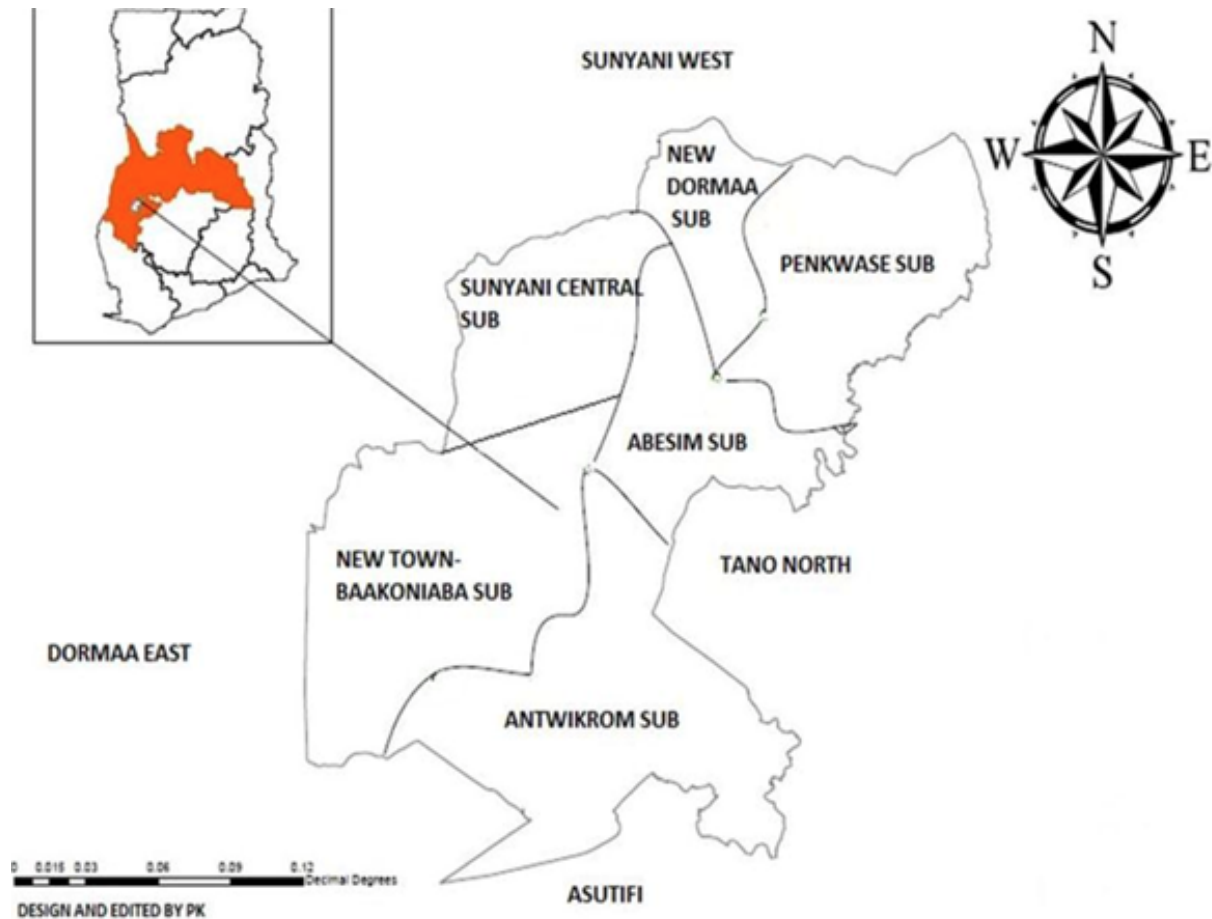 SUNYANI WEST
N
W
E
S
NEW
DORMAA
SUB
PENKWASE SUB
SUNYANI CENTRAL
SUB
ABESIM SUB
NEW TOWN-
BAAKONIABA SUB
TANO NORTH
DORMAA EAST
ANTWIKROM SUB
0 0.015 0.03 0.06 0.09 0.12
Decimal Degrees
ASUTIFI
DESIGN AND EDITED BY PK